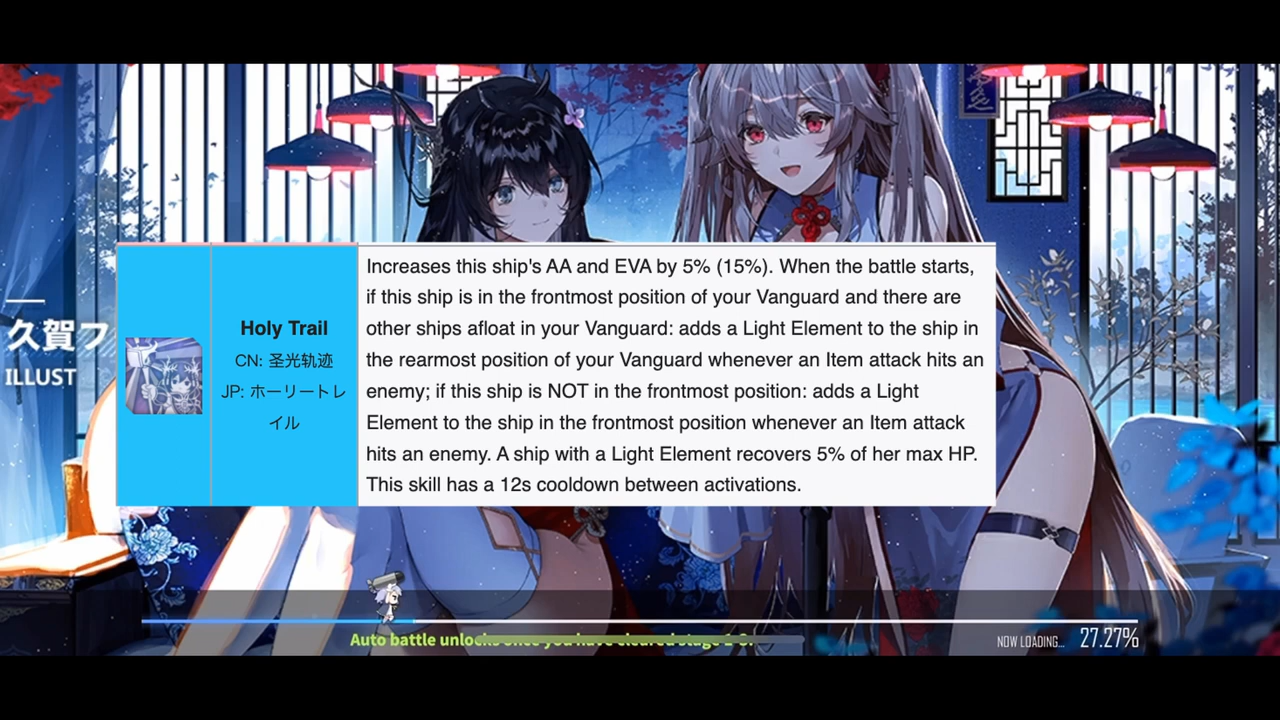 Increases this ship's AA and EVA by 5% (15%). When the battle starts,
if this ship is in the frontmost position of your Vanguard and there are
other ships afloat in your Vanguard: adds a Light Element to the ship in
the rearmost position of your Vanguard whenever an Item attack hits an
enemy; if this ship is NOT in the frontmost position: adds a Light
Element to the ship in the frontmost position whenever an Item attack
hits an enemy. A ship with a Light Element recovers 5% of her max HP.
This skill has a 12s cooldown between activations.
Holy Trail
CN: 圣光轨迹
JP: ホーリートレ
イル
久賀フ
ILLUST
Auto battle unlocks once you have cleared stage
NOW LOADING... 27.27%